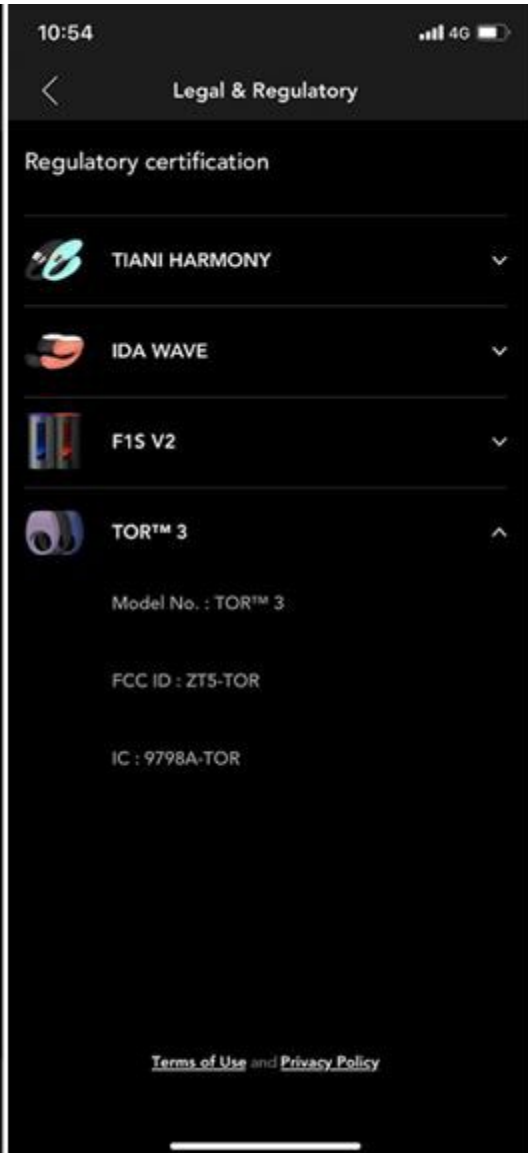 10:54
4G
Legal & Regulatory
Regulatory certification
TIANI HARMONY
IDA WAVE
F1S V2
TOR™ 3
Model No. : TOR™ 3
FCC ID : ZT5-TOR
IC : 9798A-TOR
Terms of Use and Privacy Policy